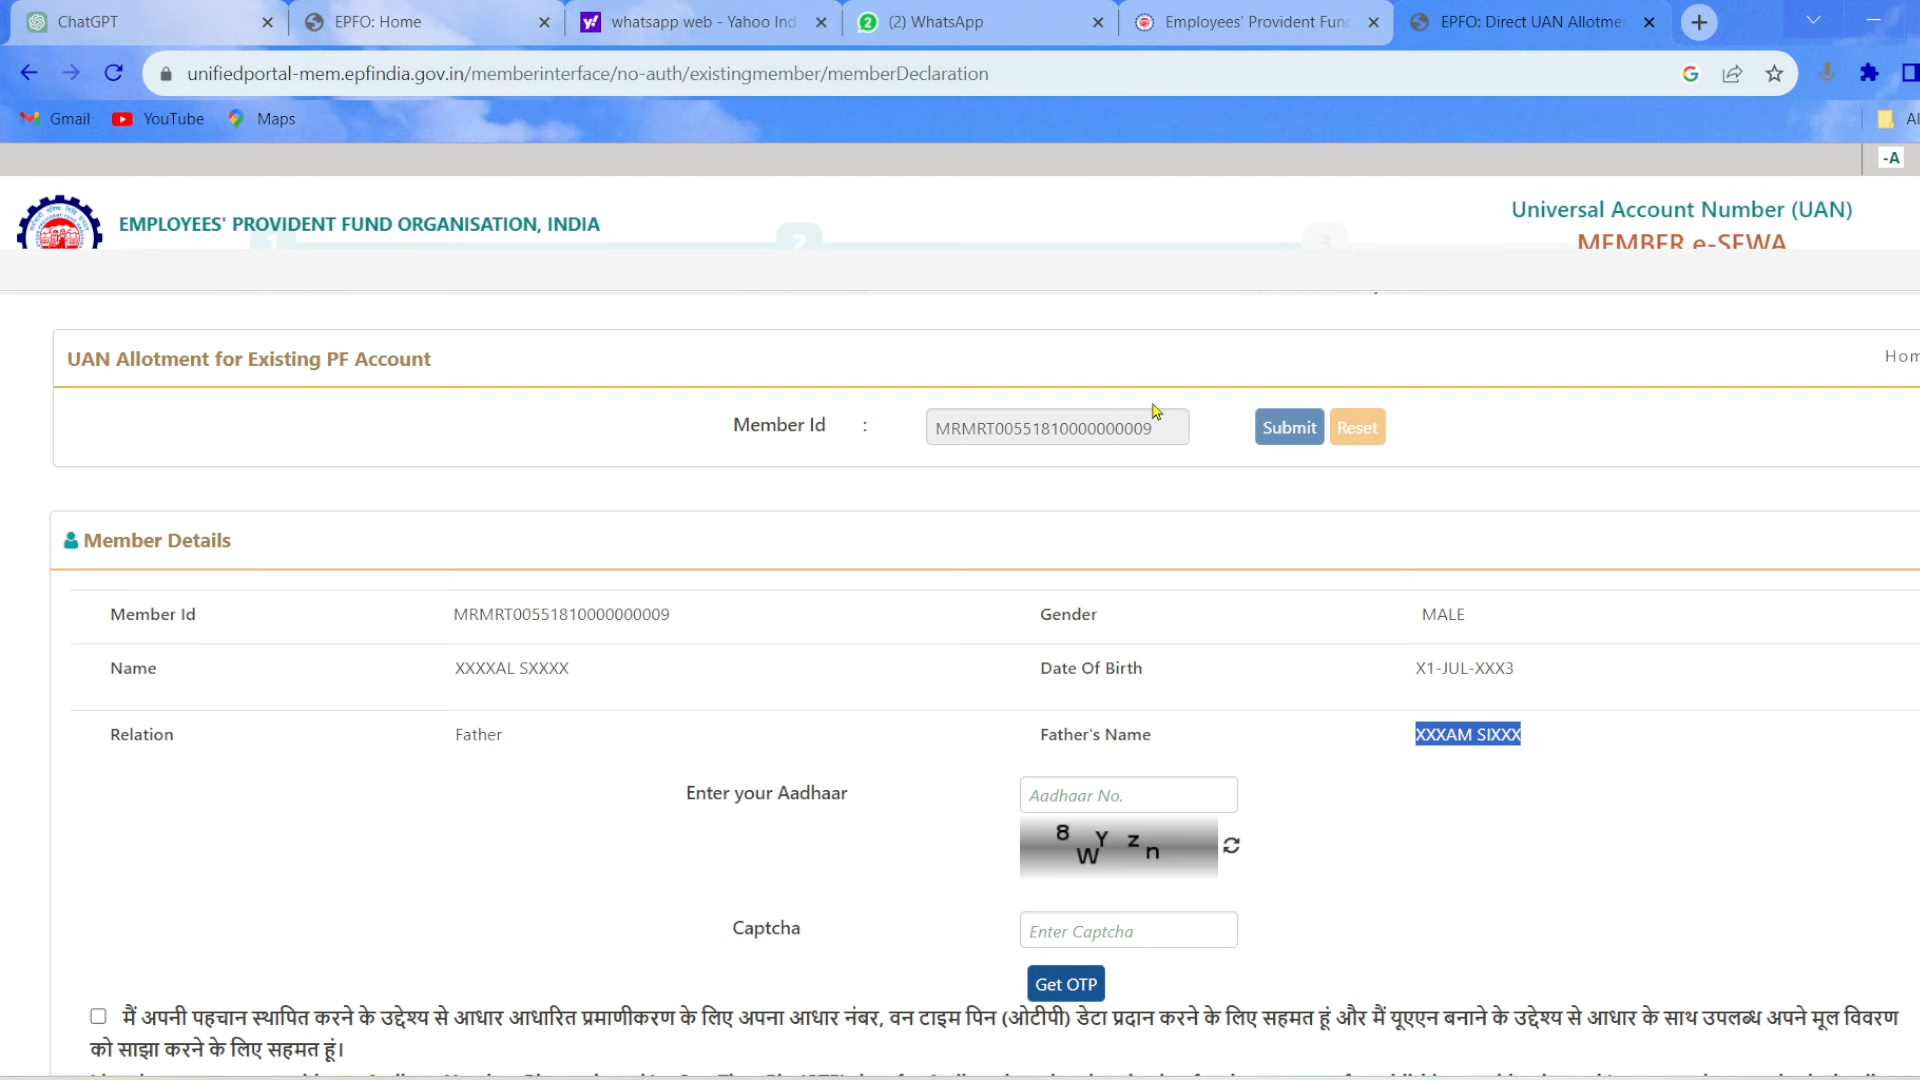 ChatGPT
EPFO: Home
whatsapp web - Yahoo Ind
(2) WhatsApp
Employees' Provident Fund
EPFO: Direct UAN Allotme
unifiedportal-mem.epfindia.gov.in/memberinterface/no-auth/existingmember/memberDeclaration
Gmail YouTube Maps
-A
EMPLOYEES' PROVIDENT FUND ORGANISATION, INDIA
Universal Account Number (UAN)
MEMBER e-SEWA
1 2 3
UAN Allotment for Existing PF Account
Member Id : MRMRT00551810000000009 Submit Reset
Member Details
Member Id MRMRT00551810000000009 Gender MALE
Name XXXXAL SXXXX Date Of Birth X1-JUL-XXX3
Relation Father Father's Name XXXAM SIXXX
Enter your Aadhaar Aadhaar No.
8 W Y z n
Captcha Enter Captcha
Get OTP
मैं अपनी पहचान स्थापित करने के उद्देश्य से आधार आधारित प्रमाणीकरण के लिए अपना आधार नंबर, वन टाइम पिन (ओटीपी) डेटा प्रदान करने के लिए सहमत हूं और मैं यूएएन बनाने के उद्देश्य से आधार के साथ उपलब्ध अपने मूल विवरण
को साझा करने के लिए सहमत हूं।